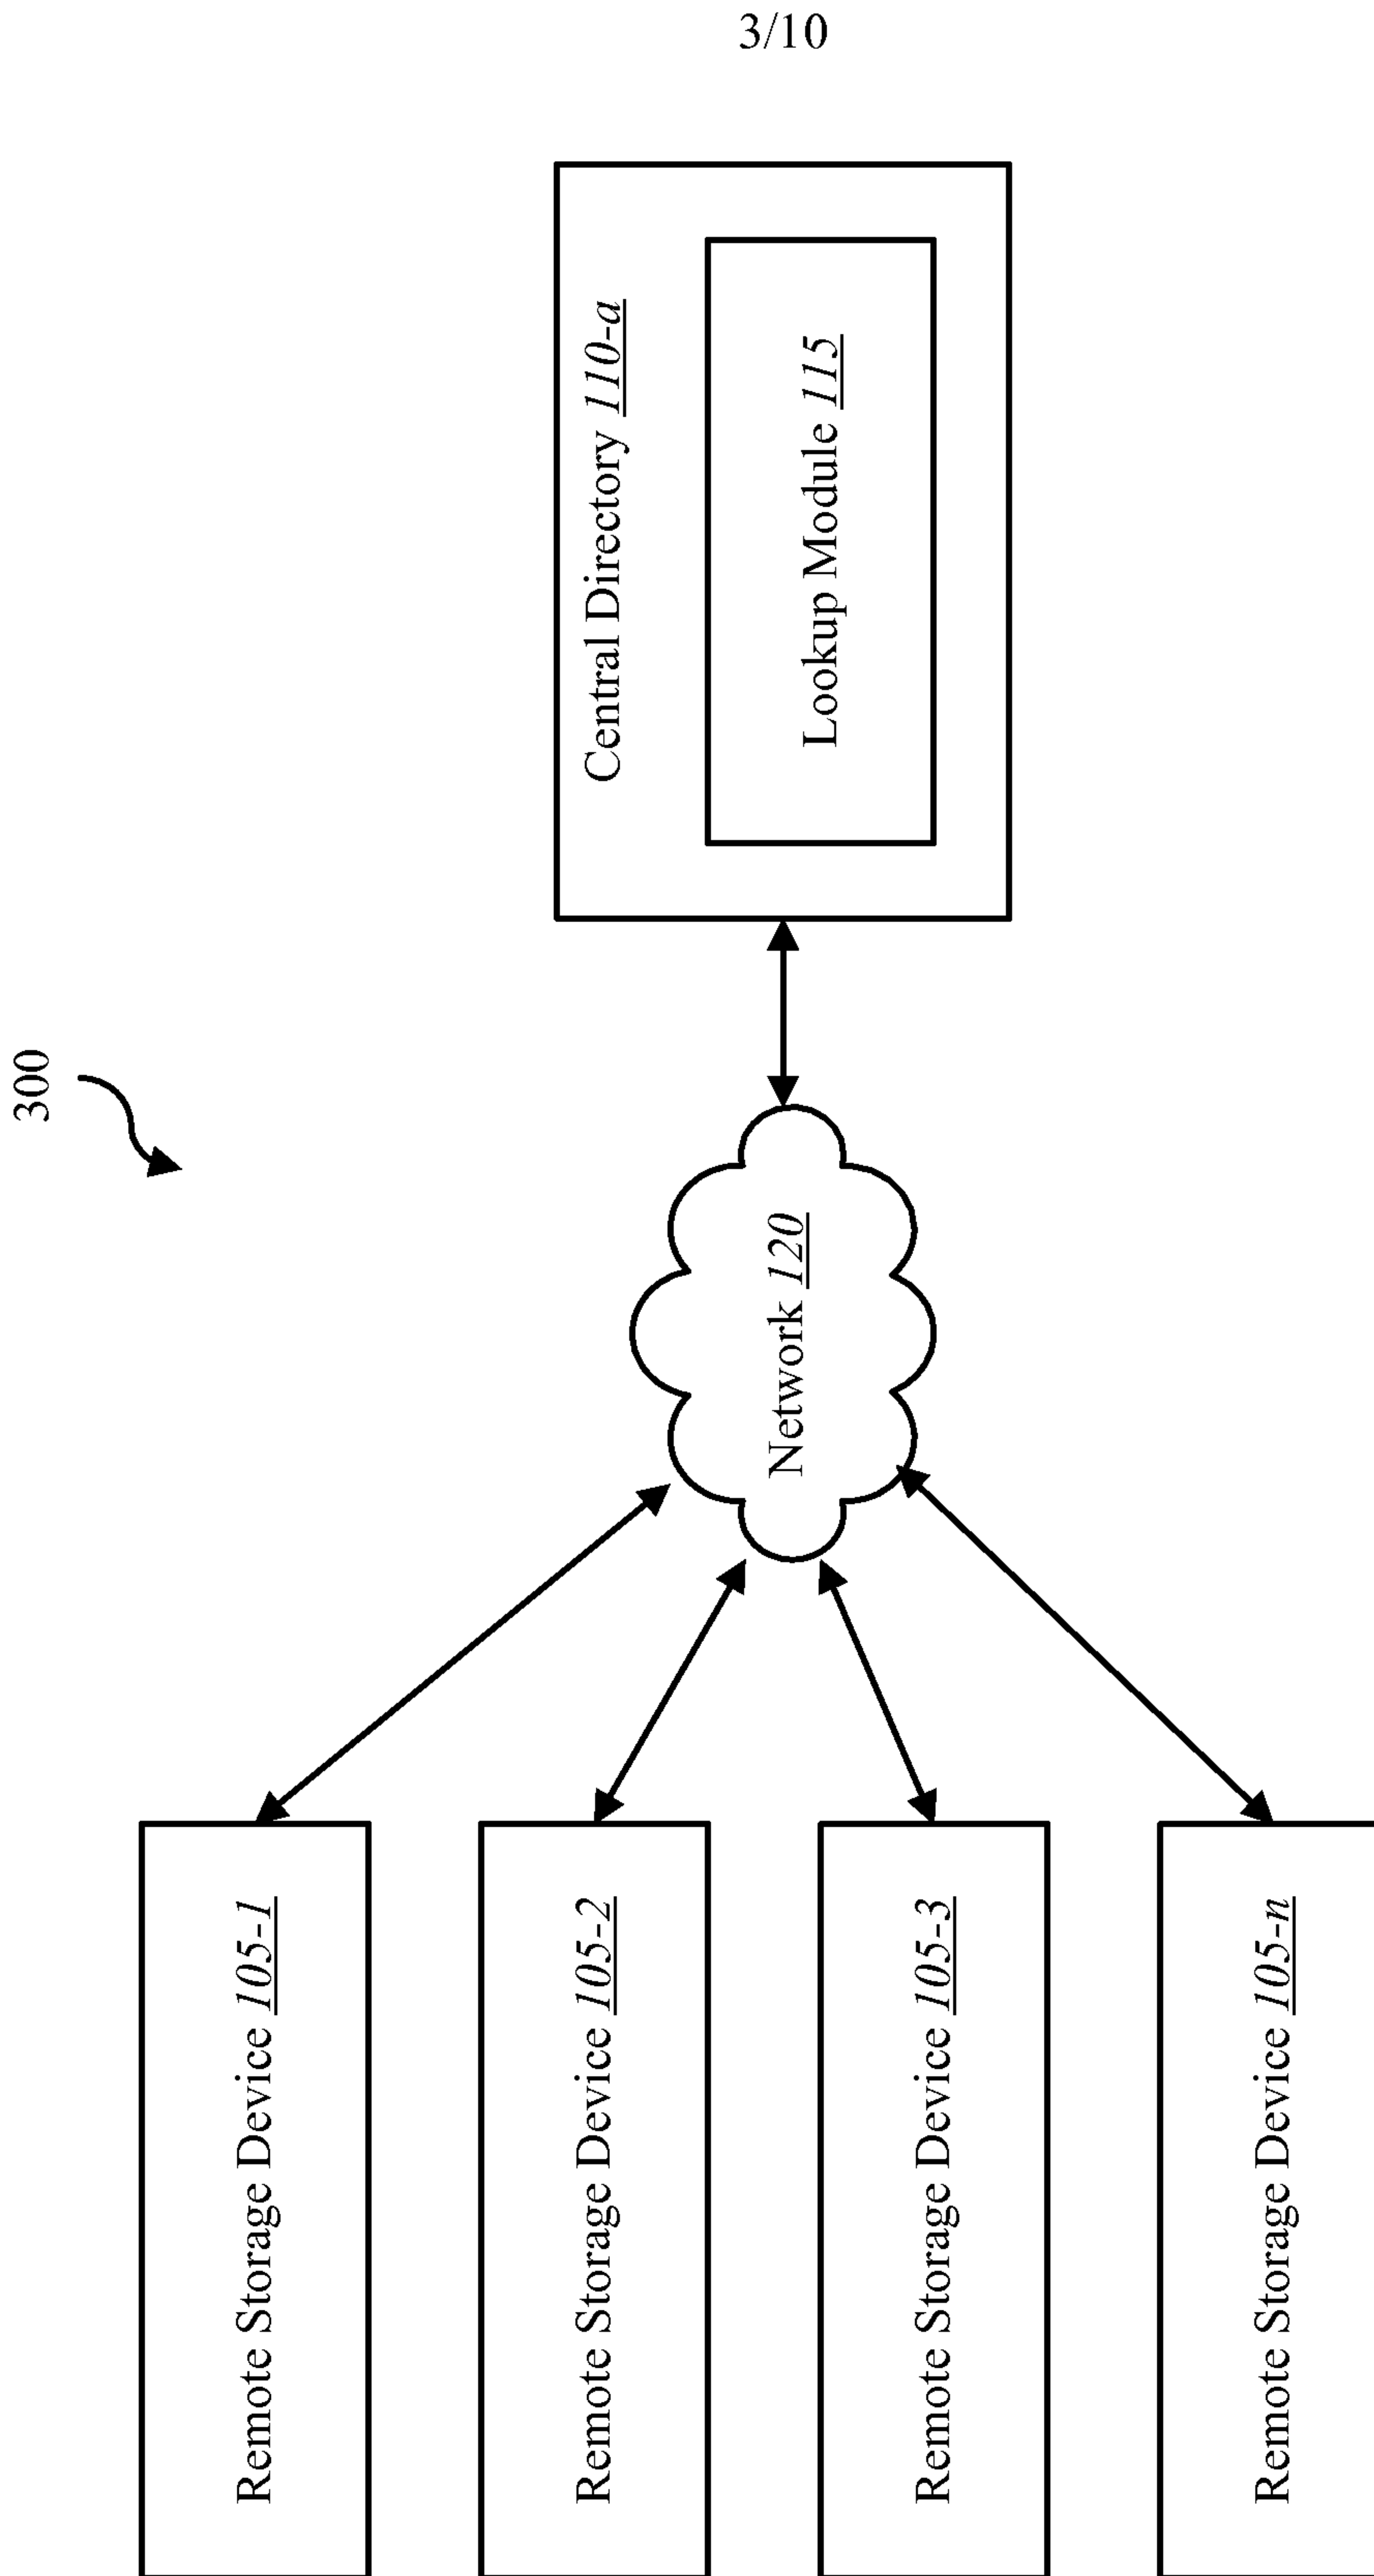 3/10
300
Central Directory 110-a
Lookup Module 115
Network 120
Remote Storage Device 105-1
Remote Storage Device 105-2
Remote Storage Device 105-3
Remote Storage Device 105-n